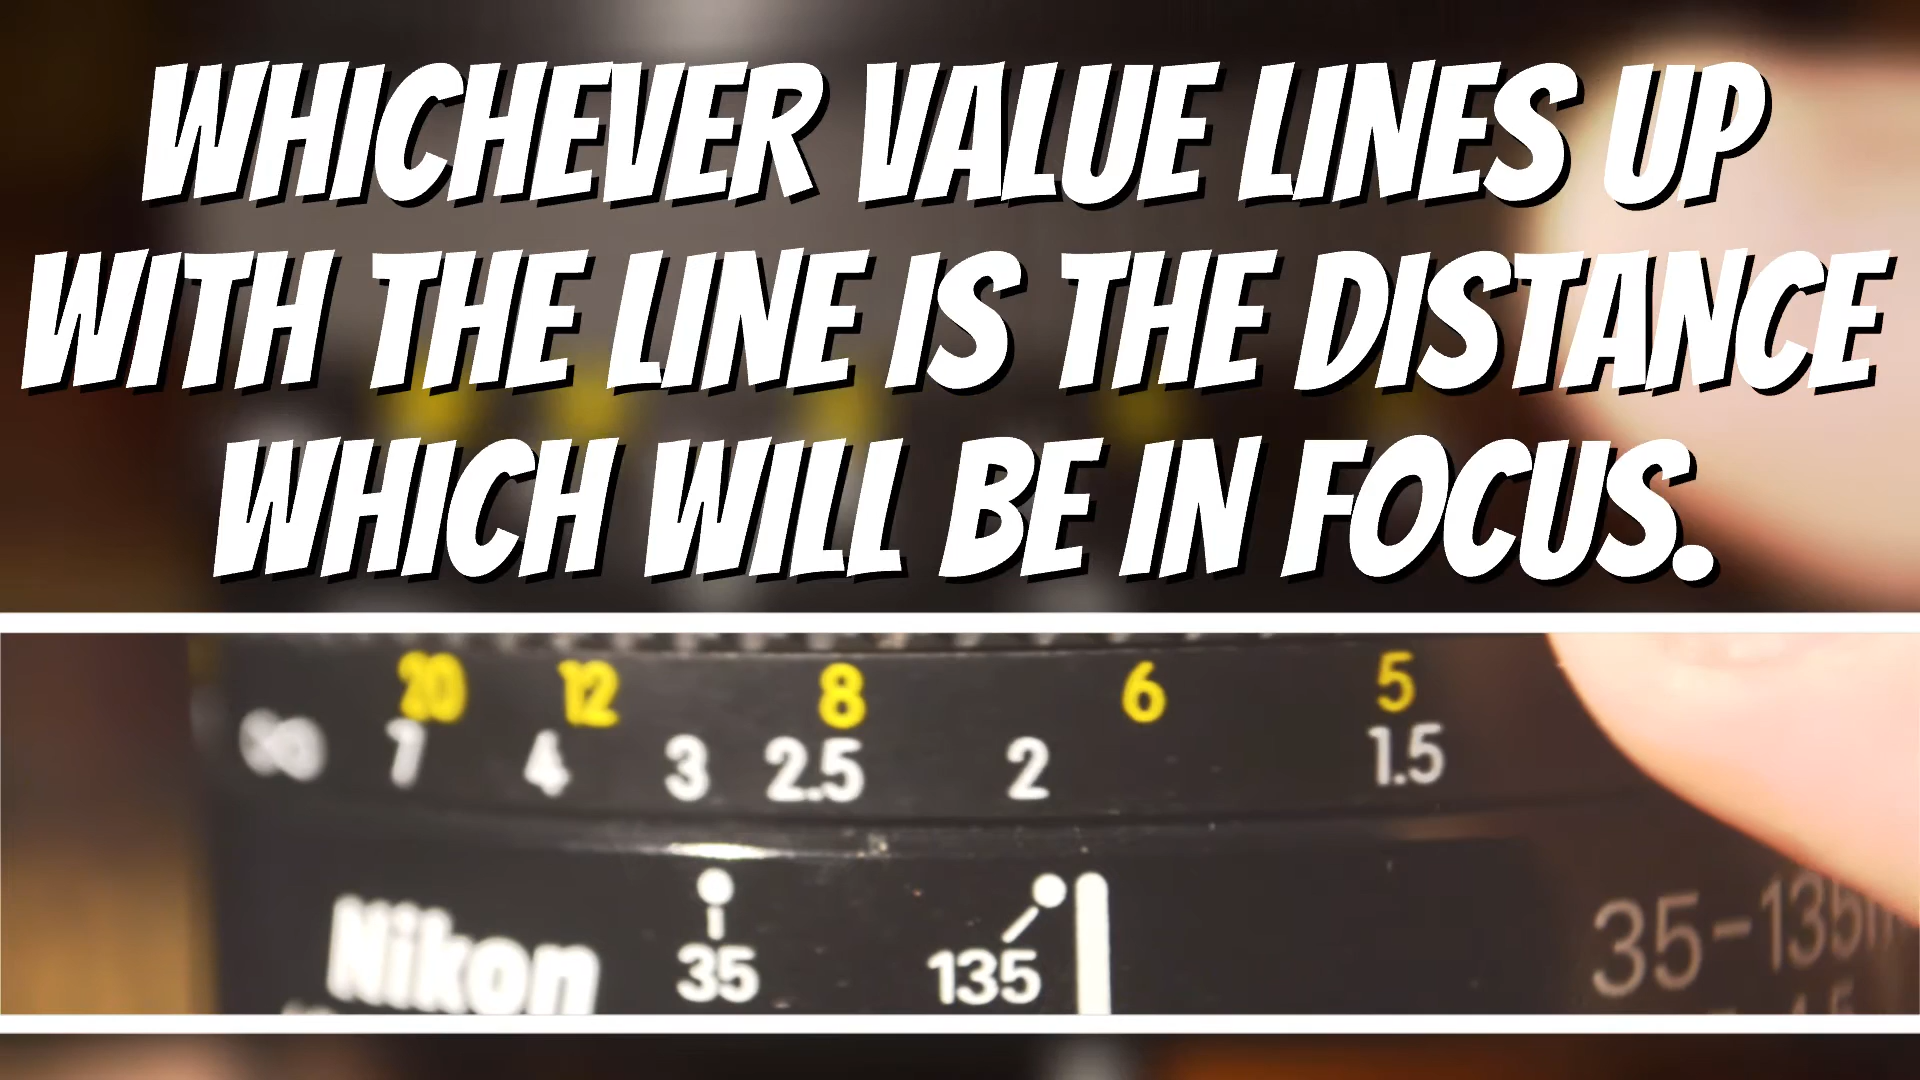 WHICHEVER VALUE LINES UP
WITH THE LINE IS THE DISTANCE
WHICH WILL BE IN FOCUS.
20 12 8 6 5
∞ 7 4 3 2.5 2 1.5
Nikon 35 135 35-135